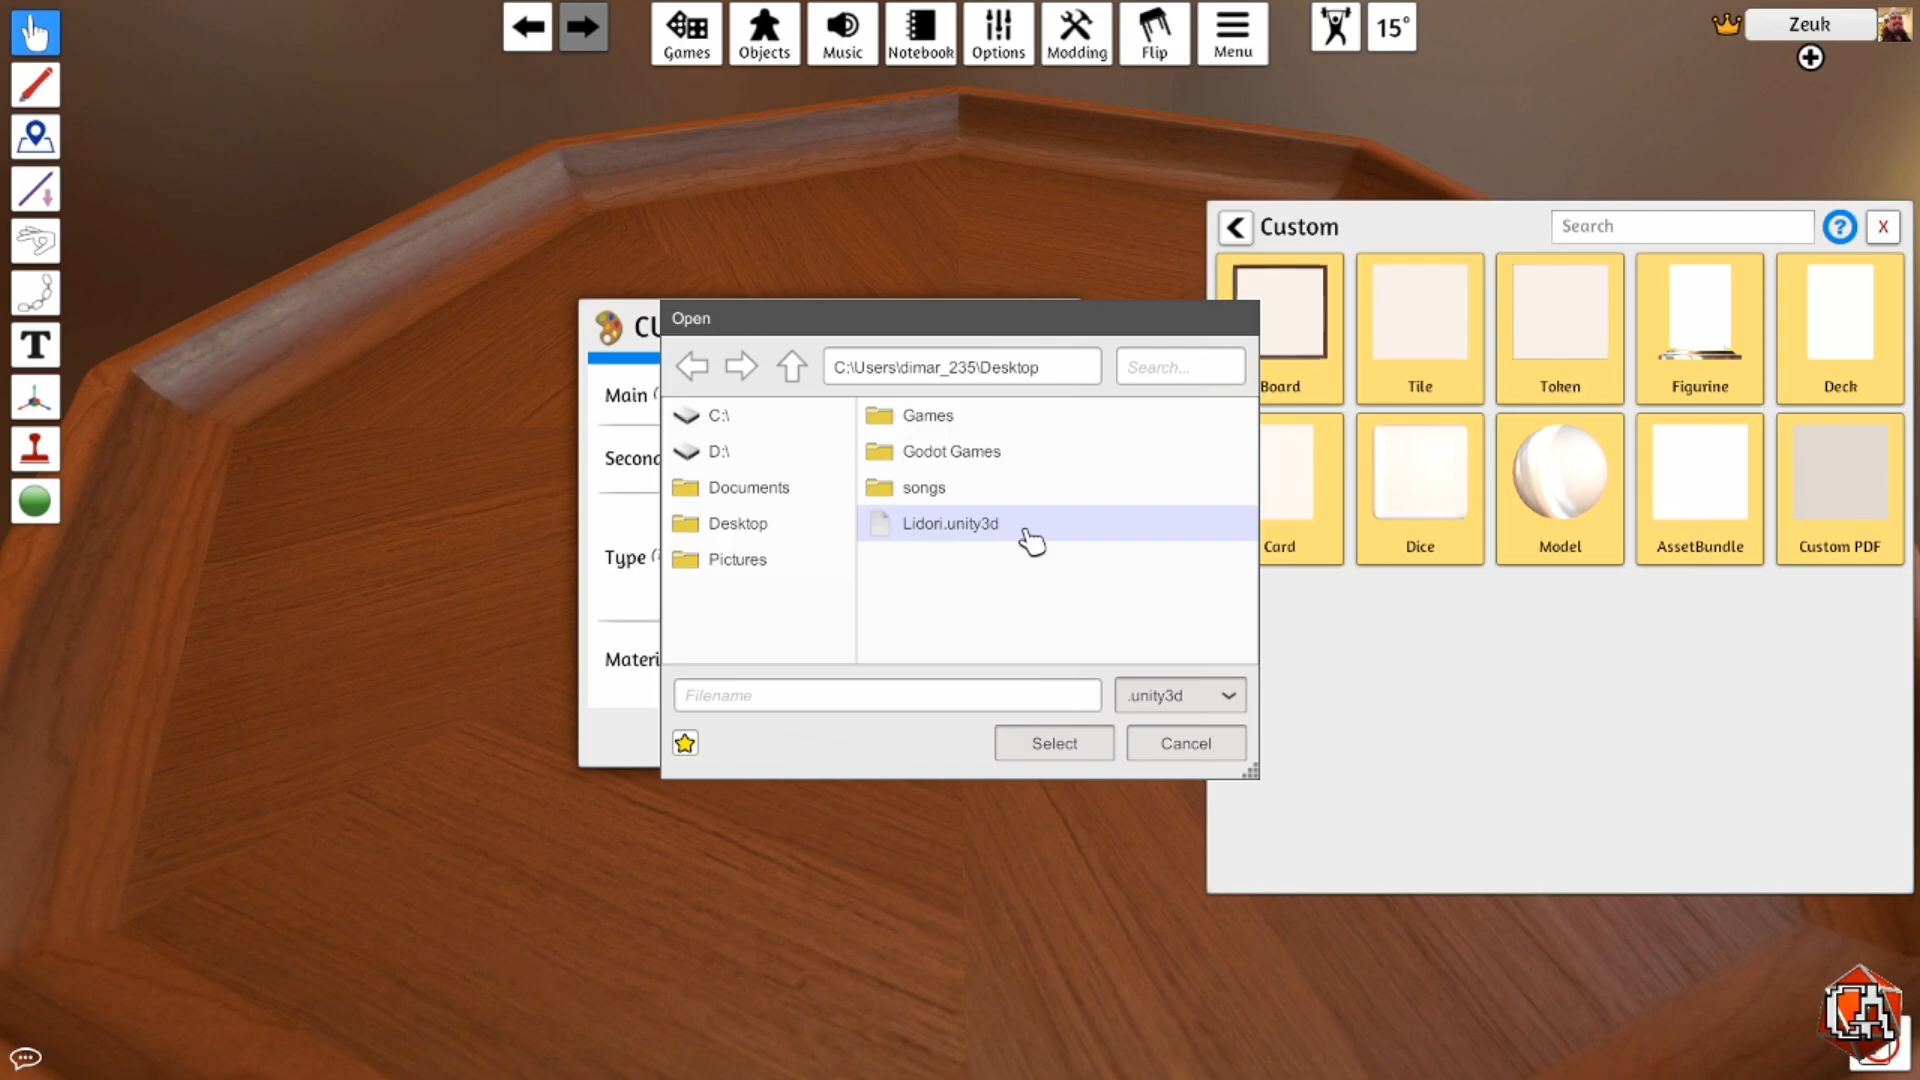 Games
Objects
Music
Notebook
Options
Modding
Flip
Menu
15°
Zeuk
Custom
Search
?
X
Board
Tile
Token
Figurine
Deck
Card
Dice
Model
AssetBundle
Custom PDF
CU
Main (
Second
Type (
Materi
Open
C:\Users\dimar_235\Desktop
Search...
C:\
D:\
Documents
Desktop
Pictures
Games
Godot Games
songs
Lidori.unity3d
Filename
.unity3d
Select
Cancel
T